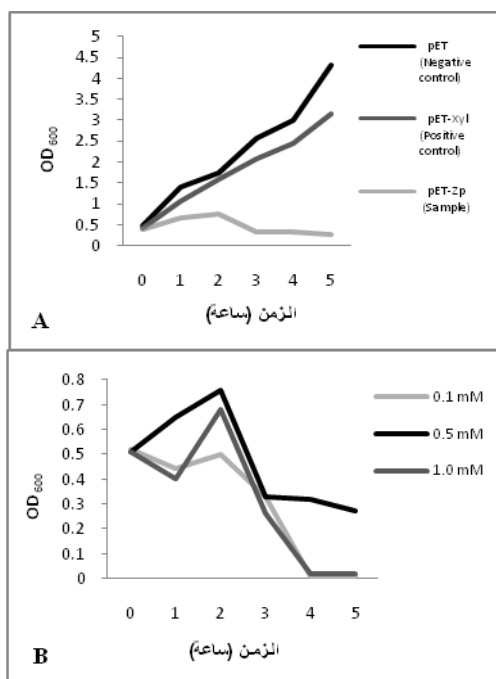 5
4.5
4
3.5
3
2.5
2
1.5
1
0.5
0
OD600
0 1 2 3 4 5
الزمن (ساعة)
pET
(Negative
control)
pET-Xyl
(Positive
control)
pET-Zp
(Sample)
A
0.8
0.7
0.6
0.5
0.4
0.3
0.2
0.1
0
OD600
0 1 2 3 4 5
الزمن (ساعة)
0.1 mM
0.5 mM
1.0 mM
B